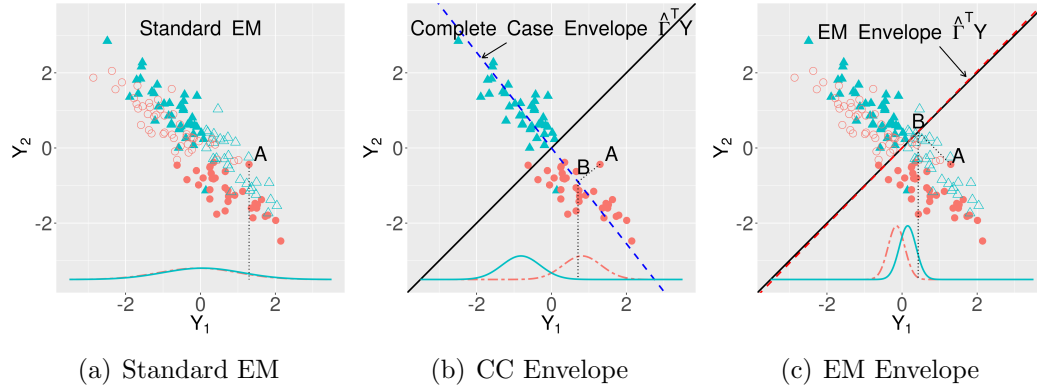 Standard EM
Complete Case Envelope Γ̂ᵀY
EM Envelope Γ̂ᵀY
2
0
-2
Y₂
A
-2
0
2
Y₁
2
0
-2
Y₂
A
B
-2
0
2
Y₁
2
0
-2
Y₂
B
A
-2
0
2
Y₁
(a) Standard EM
(b) CC Envelope
(c) EM Envelope